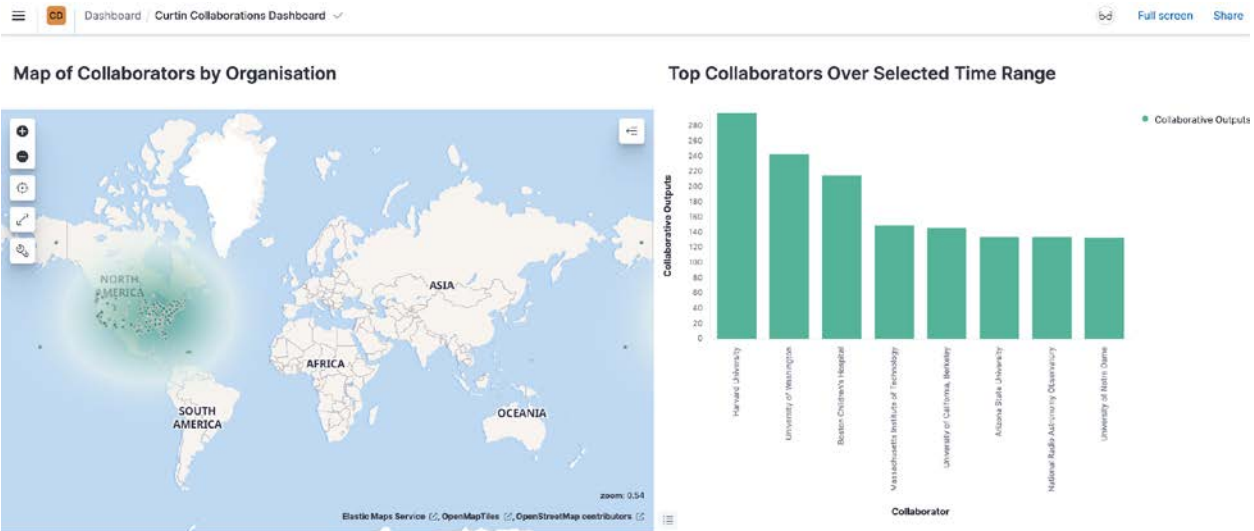 CD Dashboard / Curtin Collaborations Dashboard
Full screen Share
Map of Collaborators by Organisation
NORTH
AMERICA
ASIA
AFRICA
SOUTH
AMERICA
OCEANIA
zoom: 0.54
Elastic Maps Service, OpenMapTiles, OpenStreetMap contributors
Top Collaborators Over Selected Time Range
Collaborative Outputs
Collaborative Outputs
280
260
240
220
200
180
160
140
120
100
80
60
40
20
0
Harvard University
University of Washington
Boston Children's Hospital
Massachusetts Institute of Technology
University of California, Berkeley
Arizona State University
National Radio Astronomy Observatory
University of Notre Dame
Collaborator